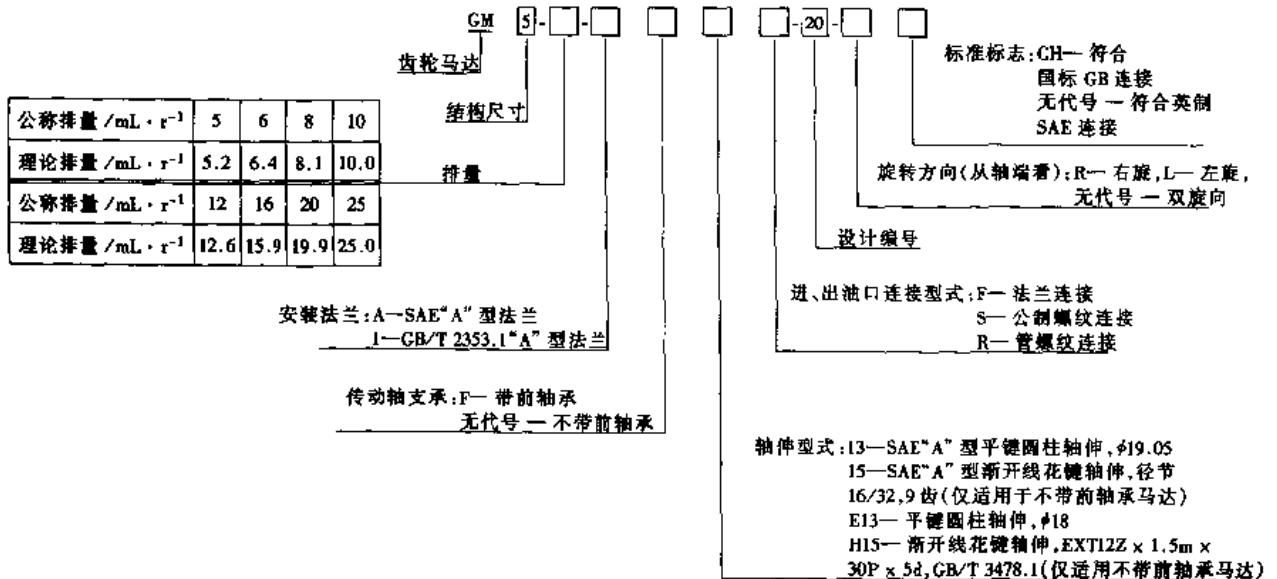 GM 5 - □ - □ □ □ □ - 20 - □ □
齿轮马达
结构尺寸
公称排量/mL·r⁻¹ 5 6 8 10
理论排量/mL·r⁻¹ 5.2 6.4 8.1 10.0
公称排量/mL·r⁻¹ 12 16 20 25
理论排量/mL·r⁻¹ 12.6 15.9 19.9 25.0
排量
安装法兰:A—SAE"A"型法兰
1—GB/T 2353.1"A"型法兰
传动轴支承:F—带前轴承
无代号—不带前轴承
标准标志:GH—符合
国标 GB 连接
无代号—符合英制
SAE 连接
旋转方向(从轴端看):R—右旋,L—左旋,
无代号—双旋向
设计编号
进、出油口连接型式:F—法兰连接
S—公制螺纹连接
R—管螺纹连接
轴伸型式:13—SAE"A"型平键圆柱轴伸,φ19.05
15—SAE"A"型渐开线花键轴伸,径节
16/32,9齿(仅适用于不带前轴承马达)
E13—平键圆柱轴伸,φ18
H15—渐开线花键轴伸,EXT12Z×1.5m×
30P×5d,GB/T 3478.1(仅适用不带前轴承马达)